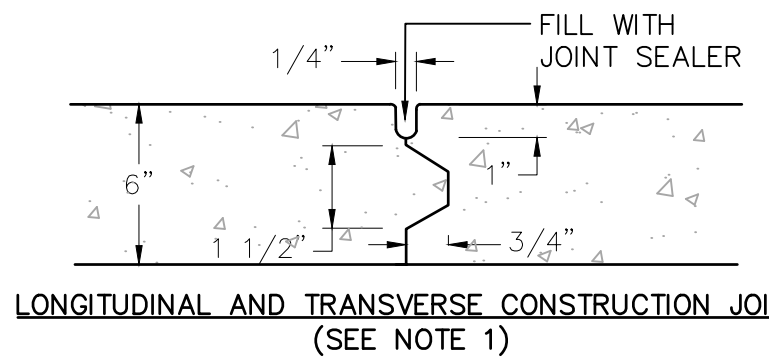 FILL WITH
JOINT SEALER
1/4”
6”
1”
1 1/2”
3/4”
LONGITUDINAL AND TRANSVERSE CONSTRUCTION JOI
(SEE NOTE 1)